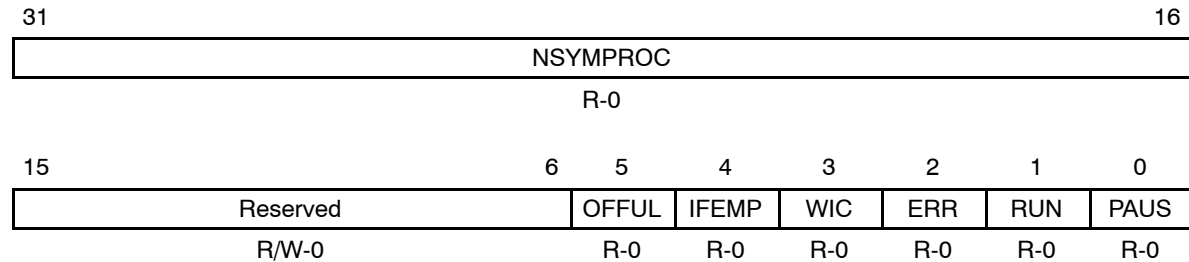 31 16
NSYMPROC
R-0
15 6 5 4 3 2 1 0
Reserved OFFUL IFEMP WIC ERR RUN PAUS
R/W-0 R-0 R-0 R-0 R-0 R-0 R-0